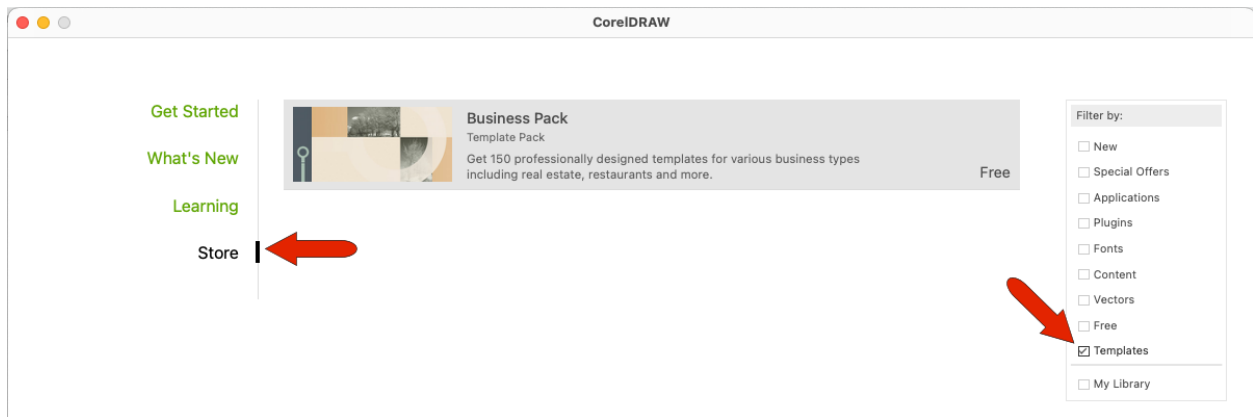 CorelDRAW
Get Started
What's New
Learning
Store
Business Pack
Template Pack
Get 150 professionally designed templates for various business types
including real estate, restaurants and more.
Free
Filter by:
New
Special Offers
Applications
Plugins
Fonts
Content
Vectors
Free
Templates
My Library